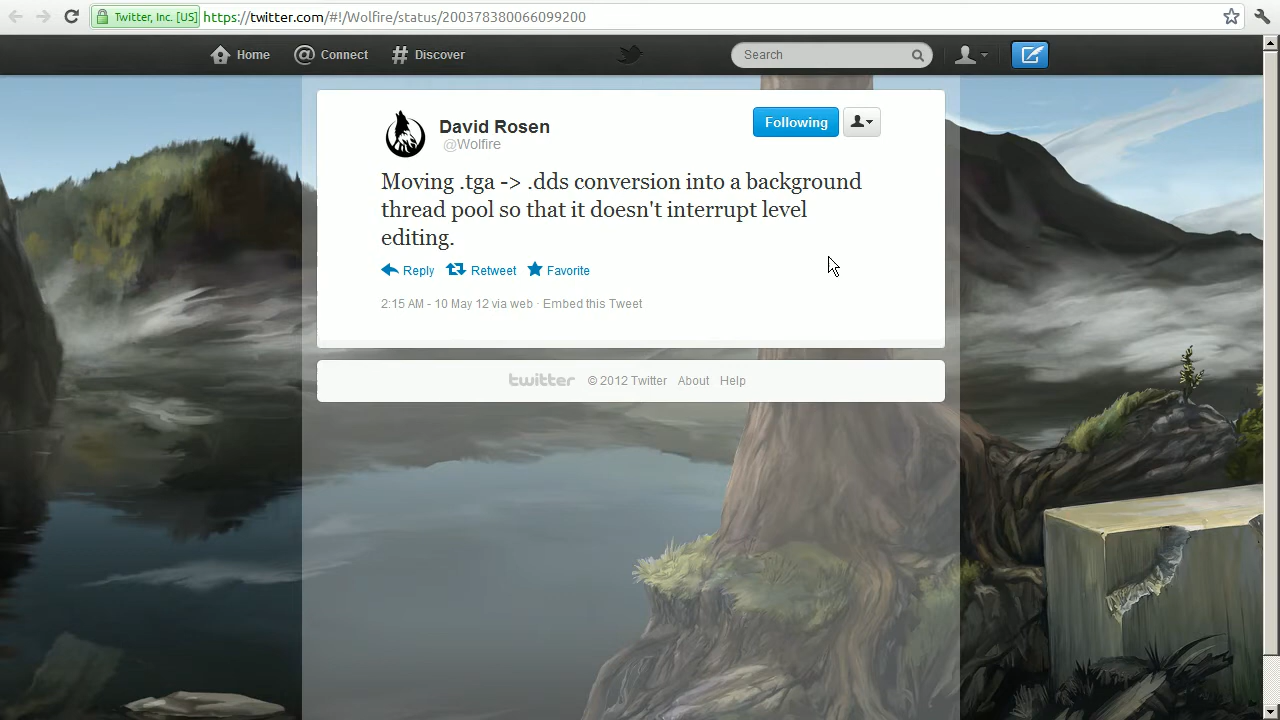 Twitter, Inc. [US] https://twitter.com/#!/Wolfire/status/200378380066099200
Home Connect Discover Search
David Rosen
@Wolfire
Following
Moving .tga -> .dds conversion into a background
thread pool so that it doesn't interrupt level
editing.
Reply Retweet Favorite
2:15 AM - 10 May 12 via web · Embed this Tweet
twitter © 2012 Twitter About Help